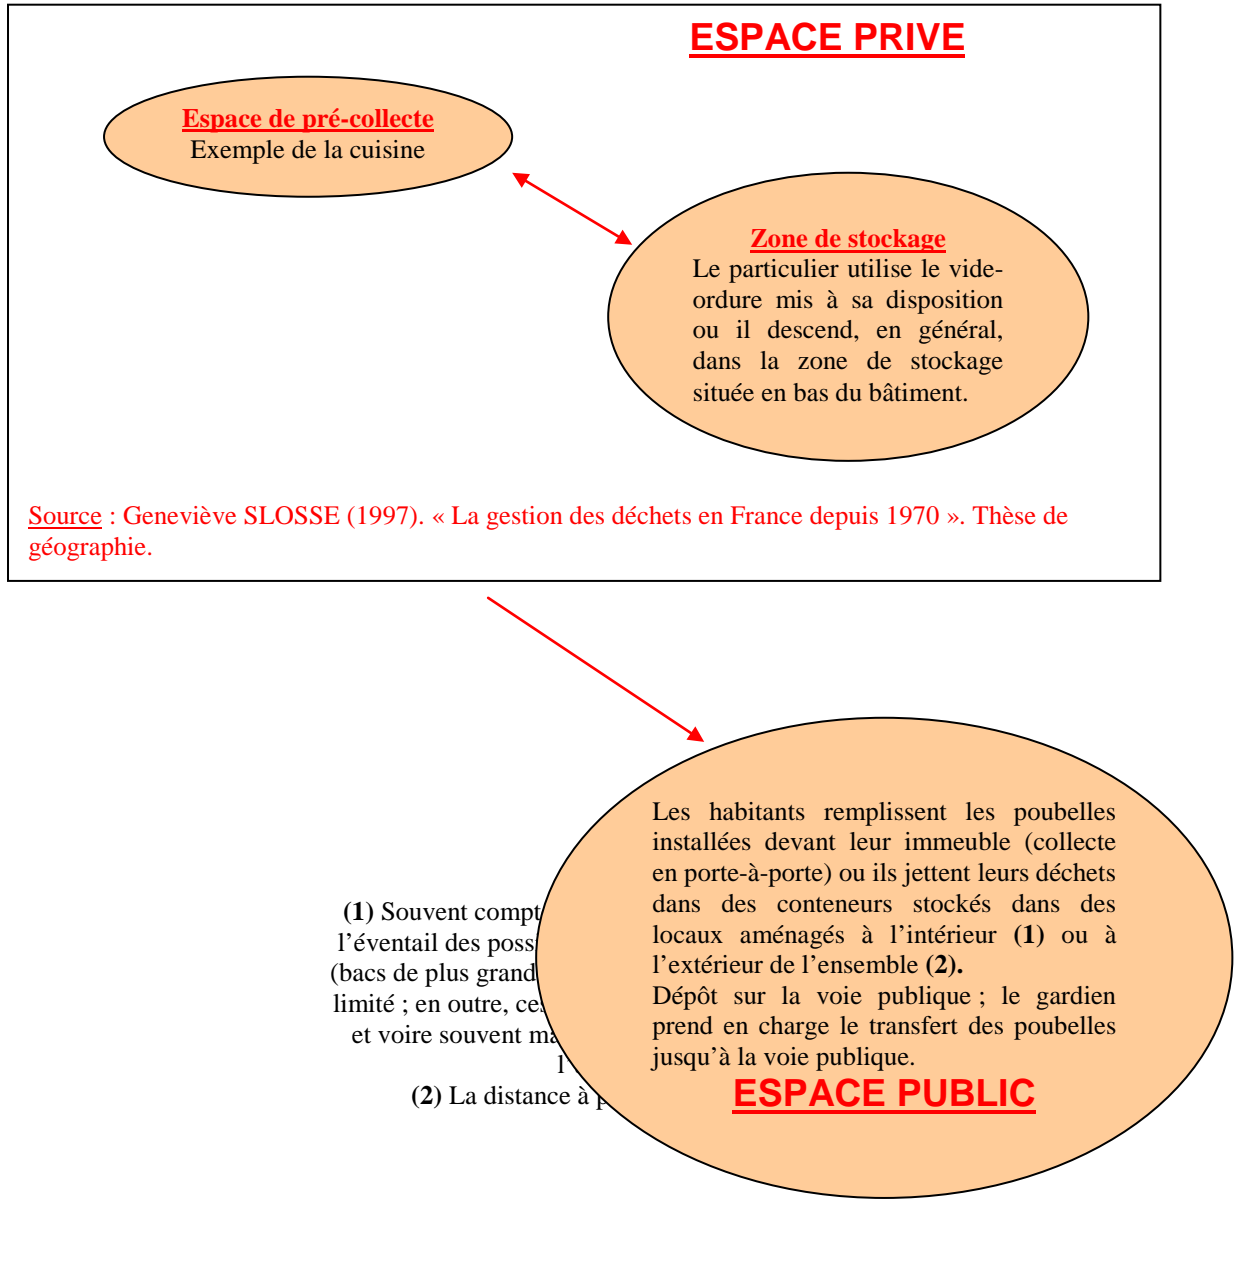 ESPACE PRIVE
Espace de pré-collecte
Exemple de la cuisine
Zone de stockage
Le particulier utilise le vide-
ordure mis à sa disposition
ou il descend, en général,
dans la zone de stockage
située en bas du bâtiment.
Source : Geneviève SLOSSE (1997). « La gestion des déchets en France depuis 1970 ». Thèse de
géographie.
Les habitants remplissent les poubelles
installées devant leur immeuble (collecte
en porte-à-porte) ou ils jettent leurs déchets
dans des conteneurs stockés dans des
locaux aménagés à l’intérieur (1) ou à
l’extérieur de l’ensemble (2).
Dépôt sur la voie publique ; le gardien
prend en charge le transfert des poubelles
jusqu’à la voie publique.
ESPACE PUBLIC
(1) Souvent
l’éventail des
(bacs de plus
limité ; en outre,
et voire souvent
(2) La distance à